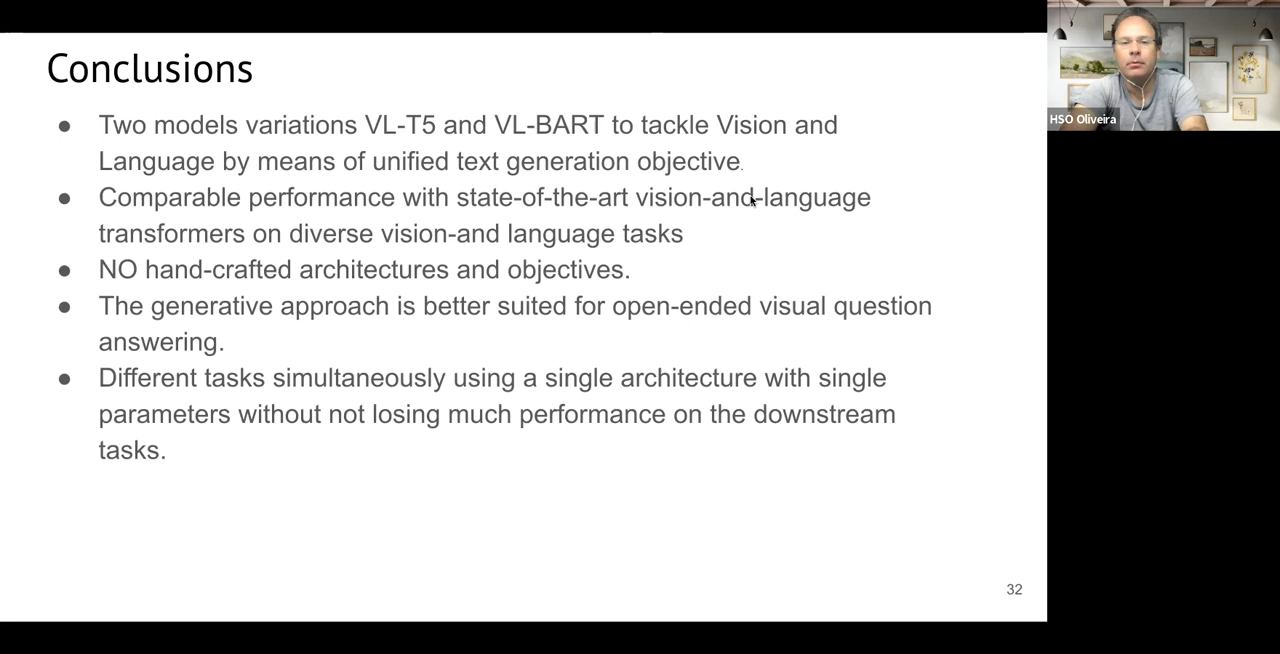 Conclusions
● Two models variations VL-T5 and VL-BART to tackle Vision and
Language by means of unified text generation objective.
● Comparable performance with state-of-the-art vision-and-language
transformers on diverse vision-and language tasks
● NO hand-crafted architectures and objectives.
● The generative approach is better suited for open-ended visual question
answering.
● Different tasks simultaneously using a single architecture with single
parameters without not losing much performance on the downstream
tasks.
32
HSO Oliveira